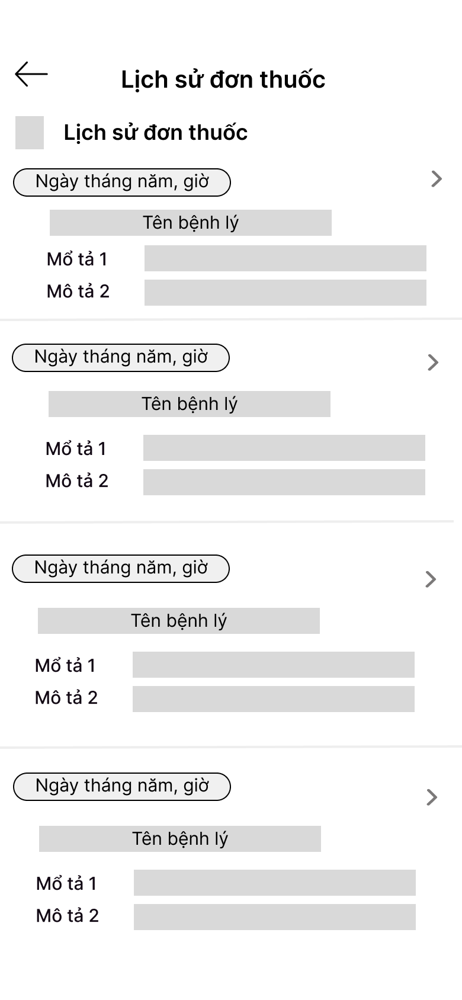 Lịch sử đơn thuốc
Lịch sử đơn thuốc
Ngày tháng năm, giờ
Tên bệnh lý
Mổ tả 1
Mô tả 2
Ngày tháng năm, giờ
Tên bệnh lý
Mổ tả 1
Mô tả 2
Ngày tháng năm, giờ
Tên bệnh lý
Mổ tả 1
Mô tả 2
Ngày tháng năm, giờ
Tên bệnh lý
Mổ tả 1
Mô tả 2